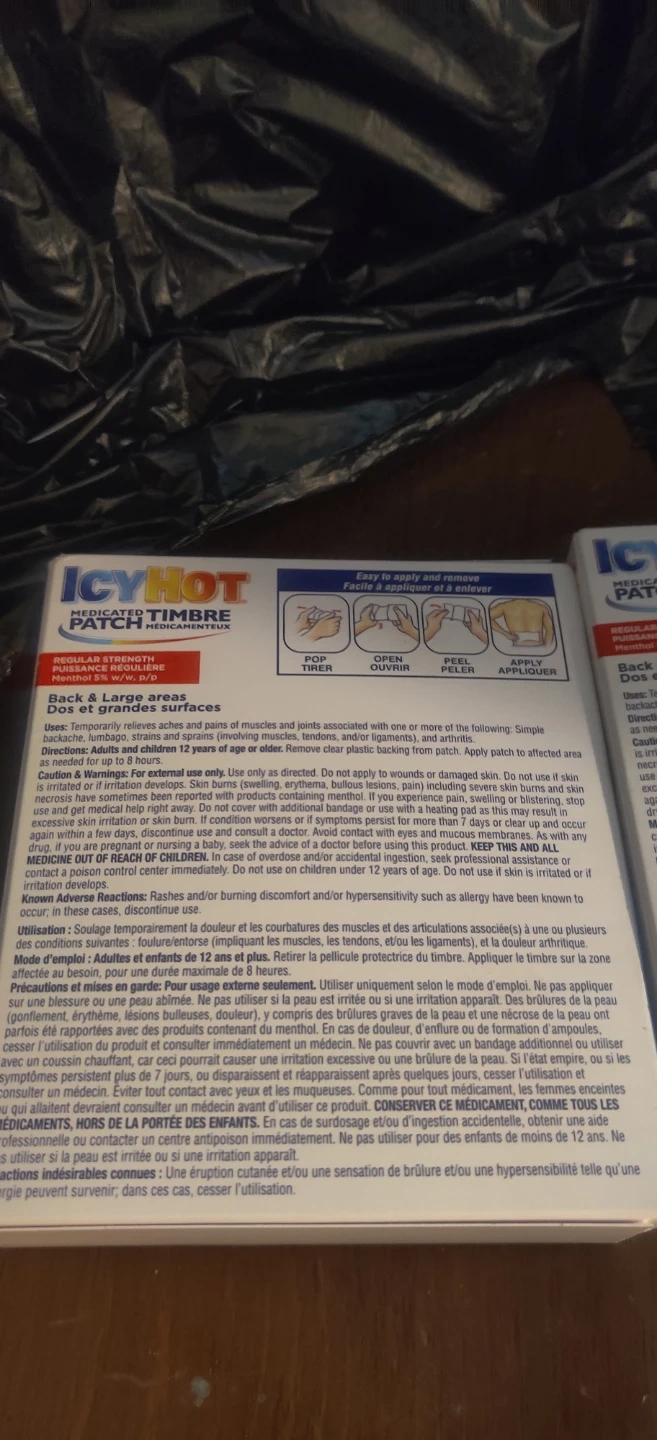 ICYHOT
MEDICATED TIMBRE
PATCH MÉDICAMENTEUX
REGULAR STRENGTH
PUISSANCE RÉGULIÈRE
Menthol 5% w/w, p/p
Easy to apply and remove
Facile à appliquer et à enlever
POP OPEN PEEL APPLY
TIRER OUVRIR PELER APPLIQUER
Back & Large areas
Dos et grandes surfaces
Uses: Temporarily relieves aches and pains of muscles and joints associated with one or more of the following: Simple
backache, lumbago, strains and sprains (involving muscles, tendons, and/or ligaments), and arthritis.
Directions: Adults and children 12 years of age or older. Remove clear plastic backing from patch. Apply patch to affected area
as needed for up to 8 hours.
Caution & Warnings: For external use only. Use only as directed. Do not apply to wounds or damaged skin. Do not use if skin
is irritated or if irritation develops. Skin burns (swelling, erythema, bullous lesions, pain) including severe skin burns and skin
necrosis have sometimes been reported with products containing menthol. If you experience pain, swelling or blistering, stop
use and get medical help right away. Do not cover with additional bandage or use with a heating pad as this may result in
excessive skin irritation or skin burn. If condition worsens or if symptoms persist for more than 7 days or clear up and occur
again within a few days, discontinue use and consult a doctor. Avoid contact with eyes and mucous membranes. As with any
drug, if you are pregnant or nursing a baby, seek the advice of a doctor before using this product. KEEP THIS AND ALL
MEDICINE OUT OF REACH OF CHILDREN. In case of overdose and/or accidental ingestion, seek professional assistance or
contact a poison control center immediately. Do not use on children under 12 years of age. Do not use if skin is irritated or if
irritation develops.
Known Adverse Reactions: Rashes and/or burning discomfort and/or hypersensitivity such as allergy have been known to
occur; in these cases, discontinue use.
Utilisation : Soulage temporairement la douleur et les courbatures des muscles et des articulations associée(s) à une ou plusieurs
des conditions suivantes : foulure/entorse (impliquant les muscles, les tendons, et/ou les ligaments), et la douleur arthritique.
Mode d'emploi : Adultes et enfants de 12 ans et plus. Retirer la pellicule protectrice du timbre. Appliquer le timbre sur la zone
affectée au besoin, pour une durée maximale de 8 heures.
Précautions et mises en garde: Pour usage externe seulement. Utiliser uniquement selon le mode d'emploi. Ne pas appliquer
sur une blessure ou une peau abîmée. Ne pas utiliser si la peau est irritée ou si une irritation apparaît. Des brûlures de la peau
(gonflement, érythème, lésions bulleuses, douleur), y compris des brûlures graves de la peau et une nécrose de la peau ont
parfois été rapportées avec des produits contenant du menthol. En cas de douleur, d'enflure ou de formation d'ampoules,
cesser l'utilisation du produit et consulter immédiatement un médecin. Ne pas couvrir avec un bandage additionnel ou utiliser
avec un coussin chauffant, car ceci pourrait causer une irritation excessive ou une brûlure de la peau. Si l'état empire, ou si les
symptômes persistent plus de 7 jours, ou disparaissent et réapparaissent après quelques jours, cesser l'utilisation et
consulter un médecin. Éviter tout contact avec yeux et les muqueuses. Comme pour tout médicament, les femmes enceintes
ou qui allaitent devraient consulter un médecin avant d'utiliser ce produit. CONSERVER CE MÉDICAMENT, COMME TOUS LES
MÉDICAMENTS, HORS DE LA PORTÉE DES ENFANTS. En cas de surdosage et/ou d'ingestion accidentelle, obtenir une aide
rofessionnelle ou contacter un centre antipoison immédiatement. Ne pas utiliser pour des enfants de moins de 12 ans. Ne
s utiliser si la peau est irritée ou si une irritation apparaît.
actions indésirables connues : Une éruption cutanée et/ou une sensation de brûlure et/ou une hypersensibilité telle qu'une
rgie peuvent survenir; dans ces cas, cesser l'utilisation.
ICY
MEDICA
PAT
REGULAR
PUISSAN
Menthol
Back
Dos e
Uses: Te
backach
Directi
as nee
Cauti
is irri
necr
use
exc
aga
dr
M
c